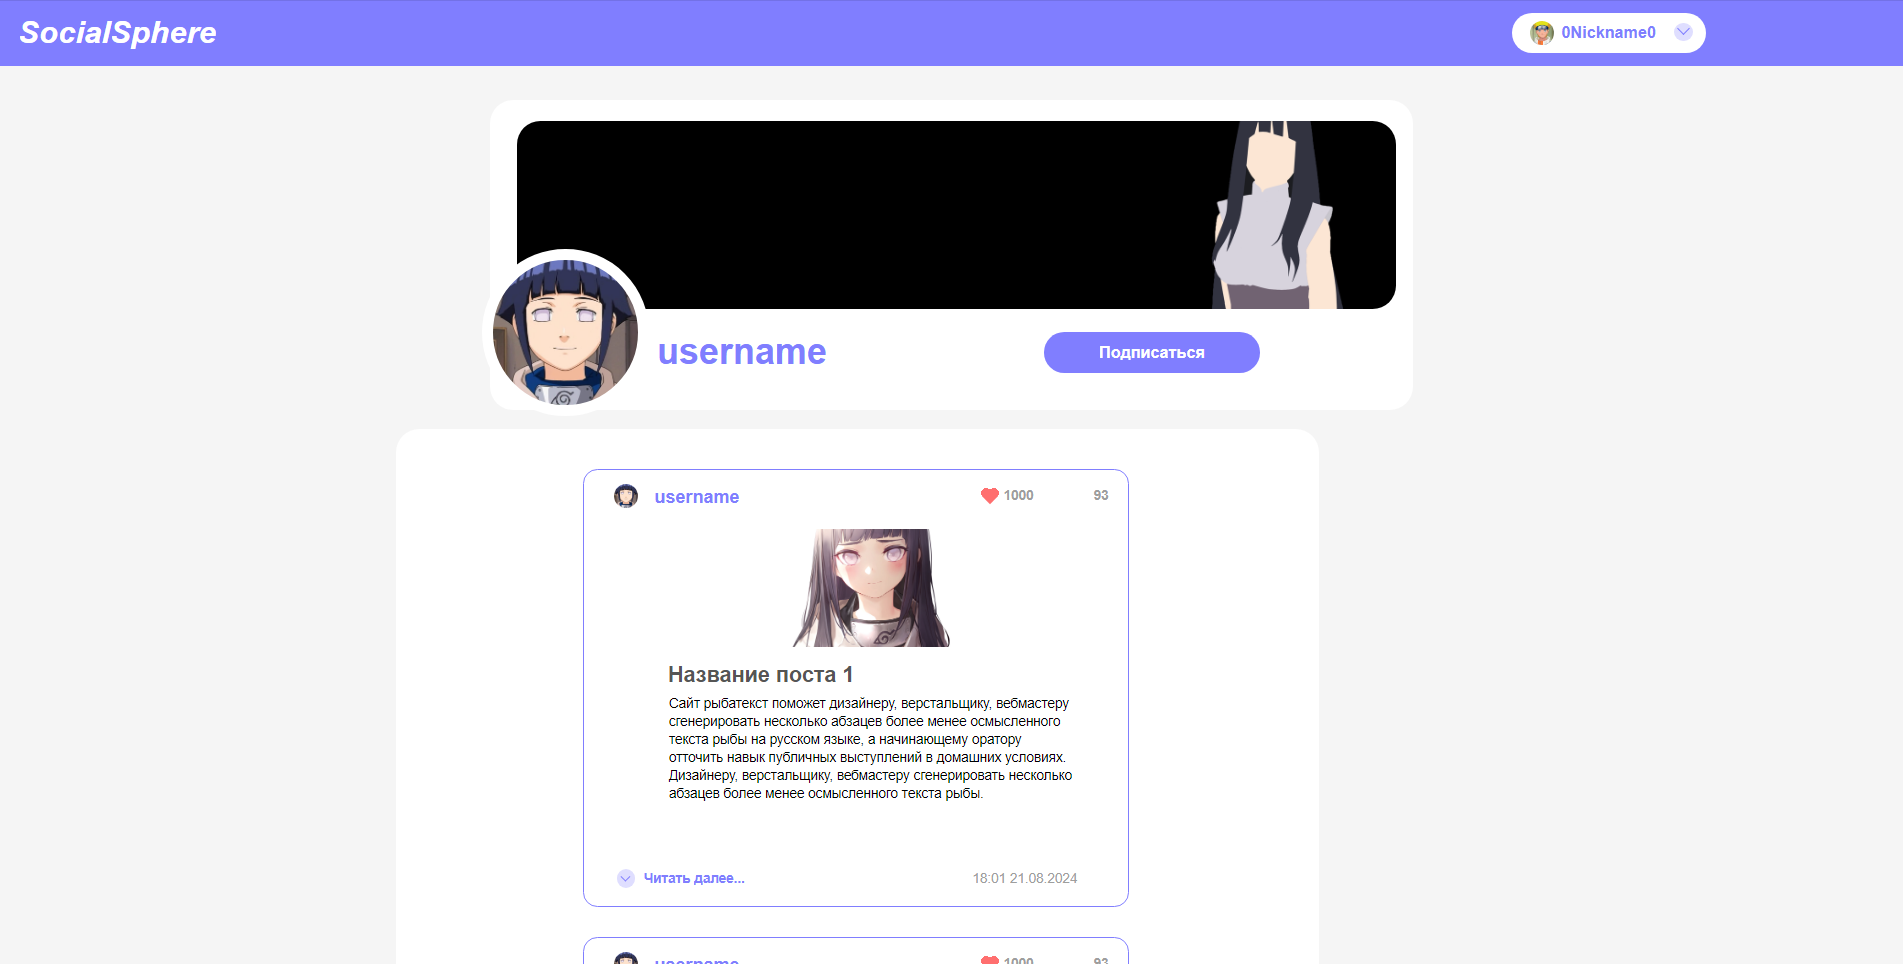 SocialSphere
0Nickname0
username
Подписаться
username
1000
93
Название поста 1
Сайт рыбатекст поможет дизайнеру, верстальщику, вебмастеру
сгенерировать несколько абзацев более менее осмысленного
текста рыбы на русском языке, а начинающему оратору
отточить навык публичных выступлений в домашних условиях.
Дизайнеру, верстальщику, вебмастеру сгенерировать несколько
абзацев более менее осмысленного текста рыбы.
Читать далее...
18:01 21.08.2024
username
1000
93